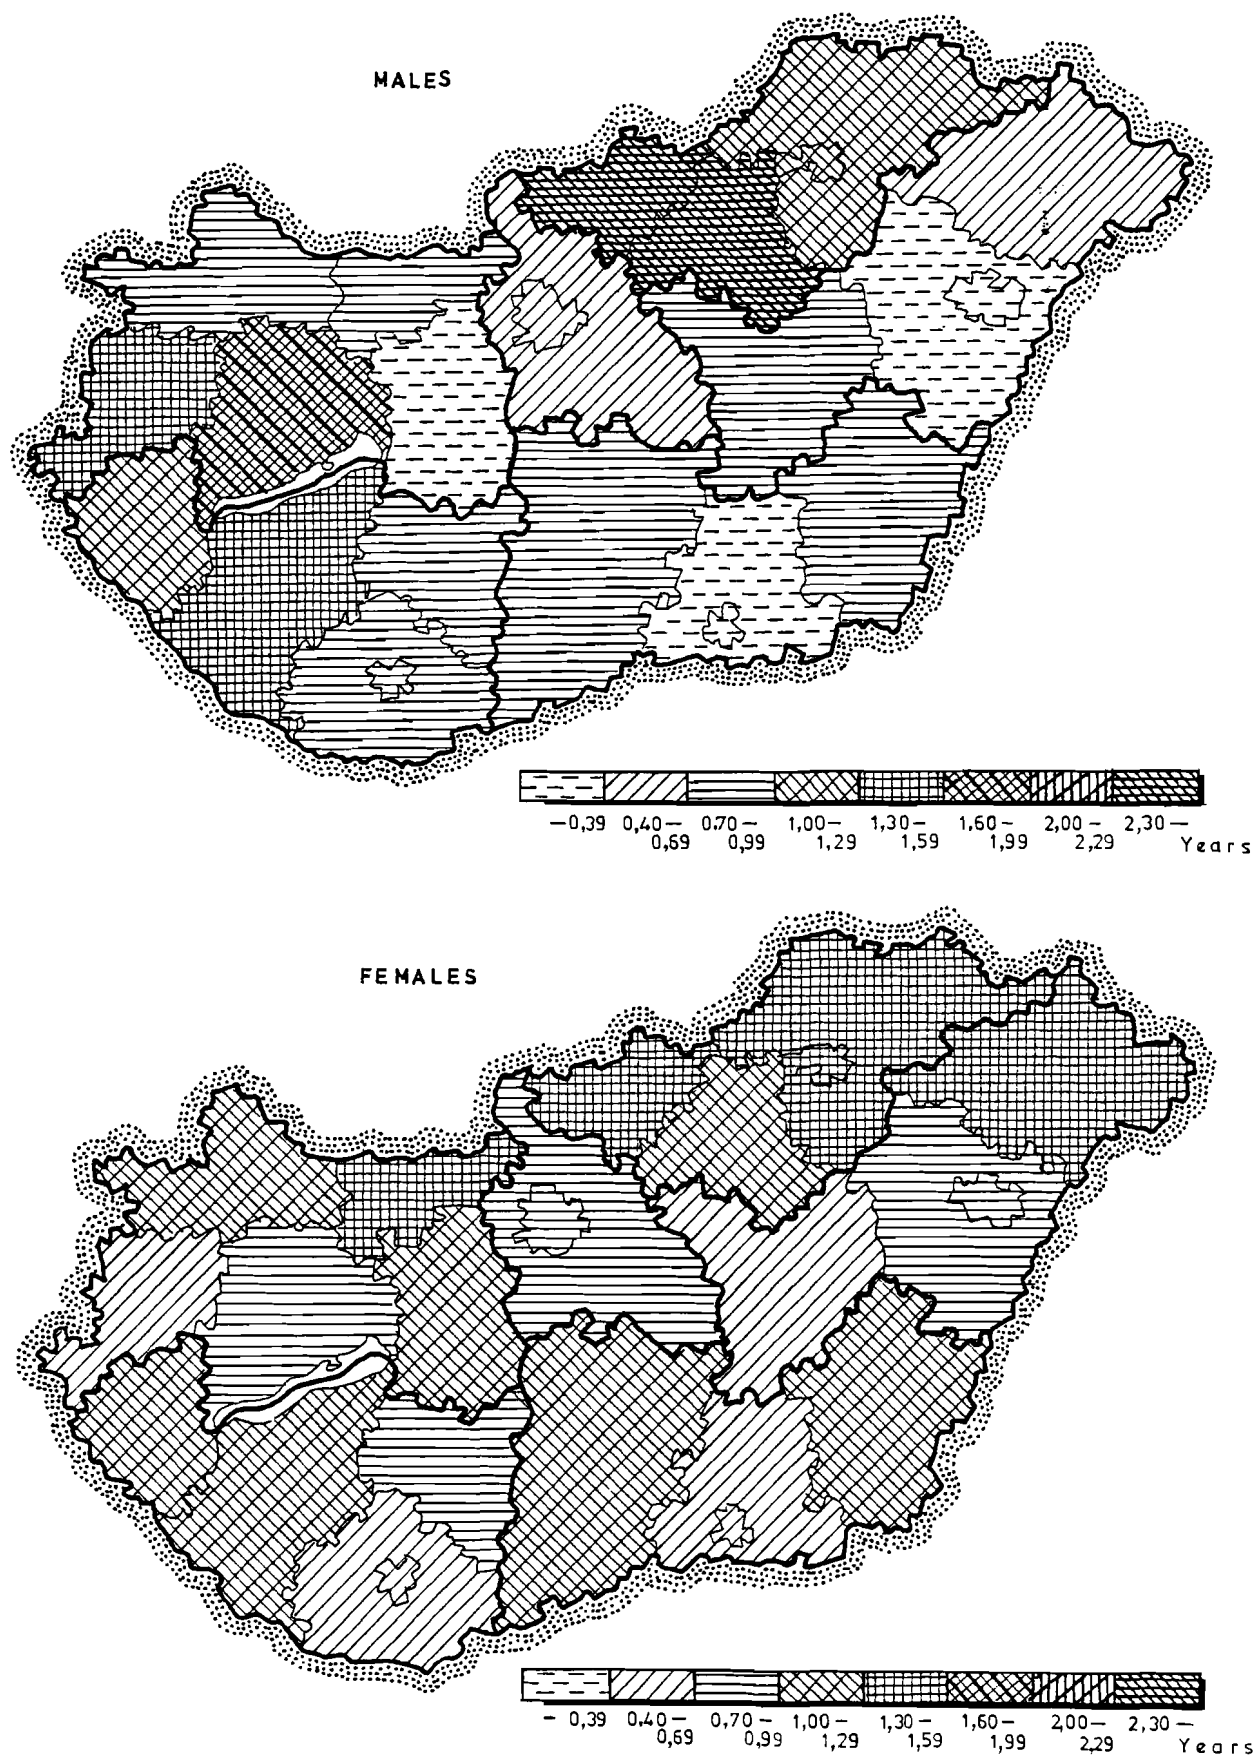 MALES
—0,39 0,40— 0,70— 1,00— 1,30— 1,60— 2,00— 2,30—
0,69 0,99 1,29 1,59 1,99 2,29 Years
FEMALES
— 0,39 0,40— 0,70— 1,00— 1,30— 1,60— 2,00— 2,30—
0,69 0,99 1,29 1,59 1,99 2,29 Years